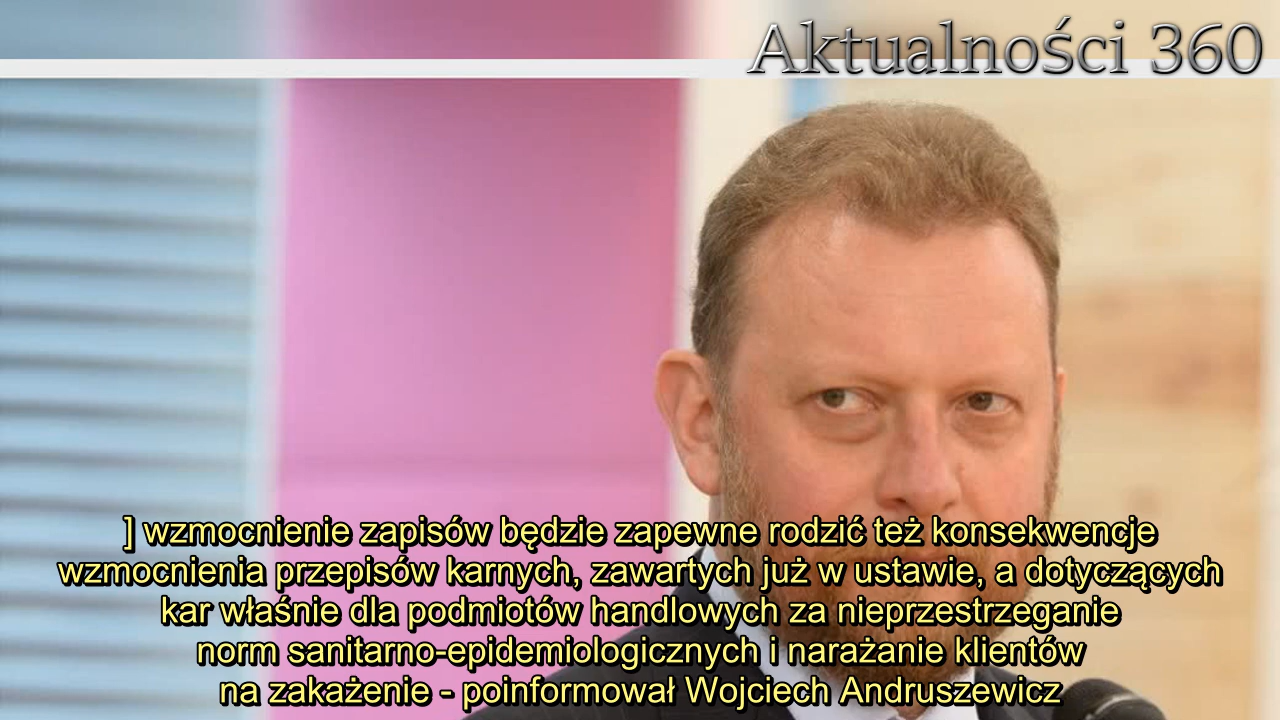 Aktualności 360
] wzmocnienie zapisów będzie zapewne rodzić też konsekwencje
wzmocnienia przepisów karnych, zawartych już w ustawie, a dotyczących
kar właśnie dla podmiotów handlowych za nieprzestrzeganie
norm sanitarno-epidemiologicznych i narażanie klientów
na zakażenie - poinformował Wojciech Andruszewicz